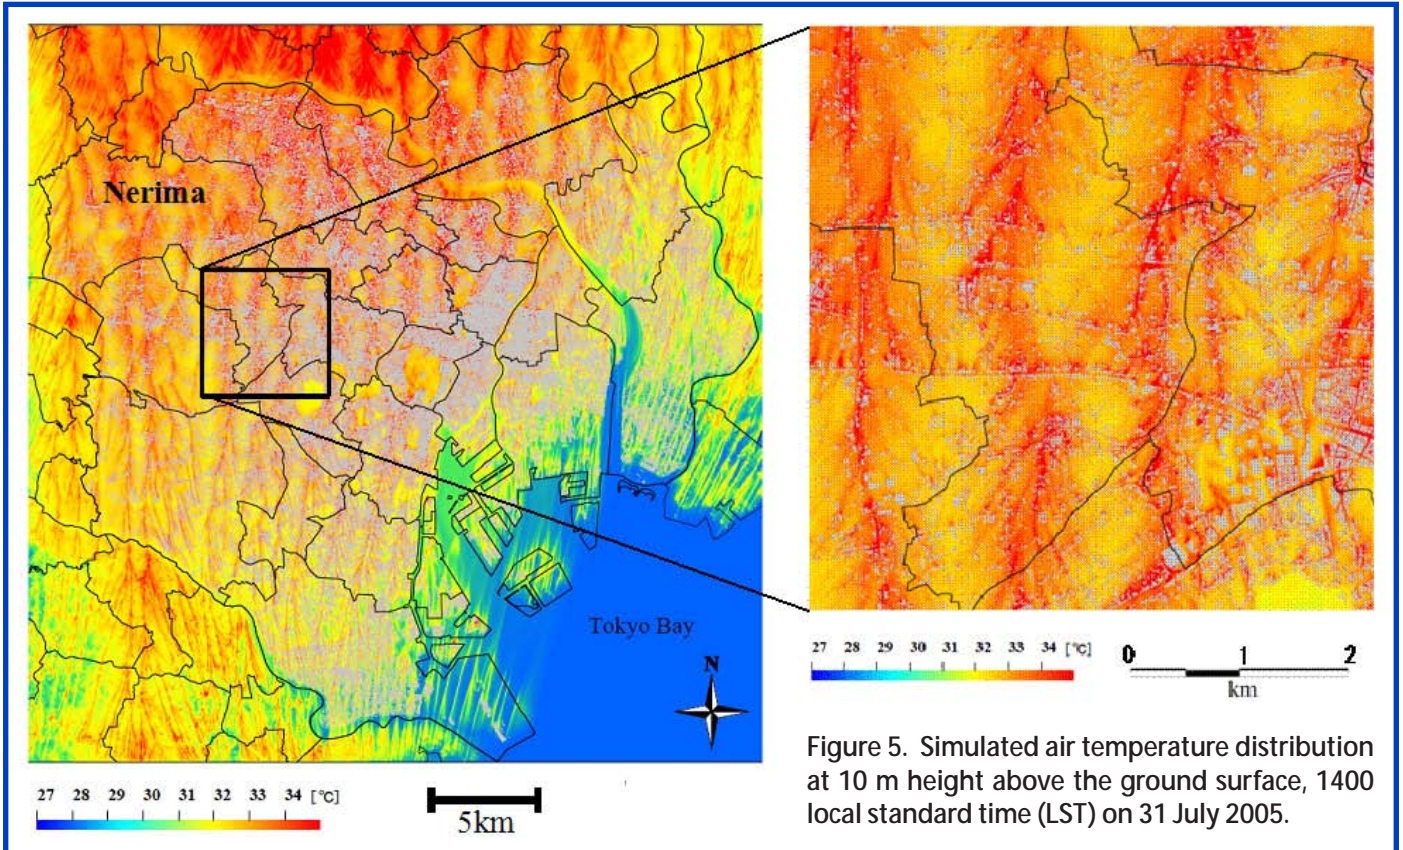 Nerima
Tokyo Bay
N
27 28 29 30 31 32 33 34 [℃]
5km
27 28 29 30 31 32 33 34 [℃]
0 1 2
km
Figure 5. Simulated air temperature distribution
at 10 m height above the ground surface, 1400
local standard time (LST) on 31 July 2005.